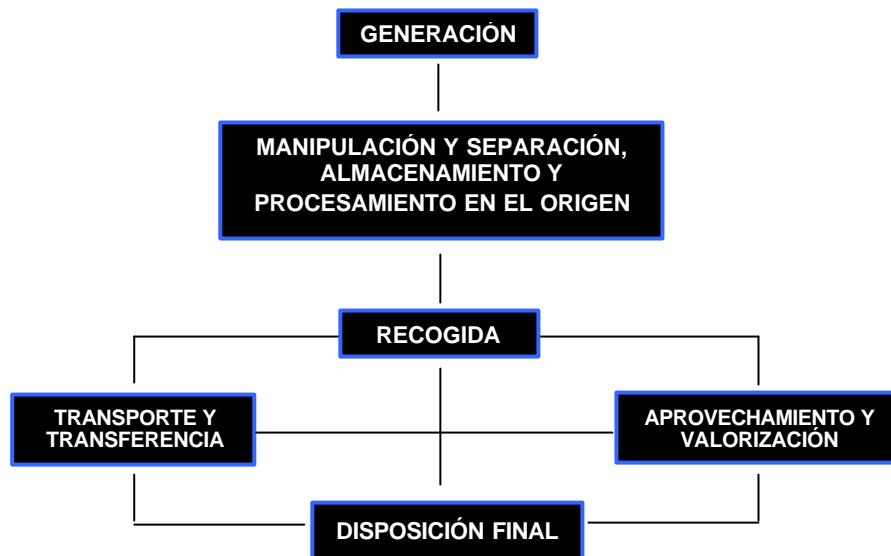 GENERACIÓN
MANIPULACIÓN Y SEPARACIÓN,
ALMACENAMIENTO Y
PROCESAMIENTO EN EL ORIGEN
RECOGIDA
TRANSPORTE Y
TRANSFERENCIA
APROVECHAMIENTO Y
VALORIZACIÓN
DISPOSICIÓN FINAL